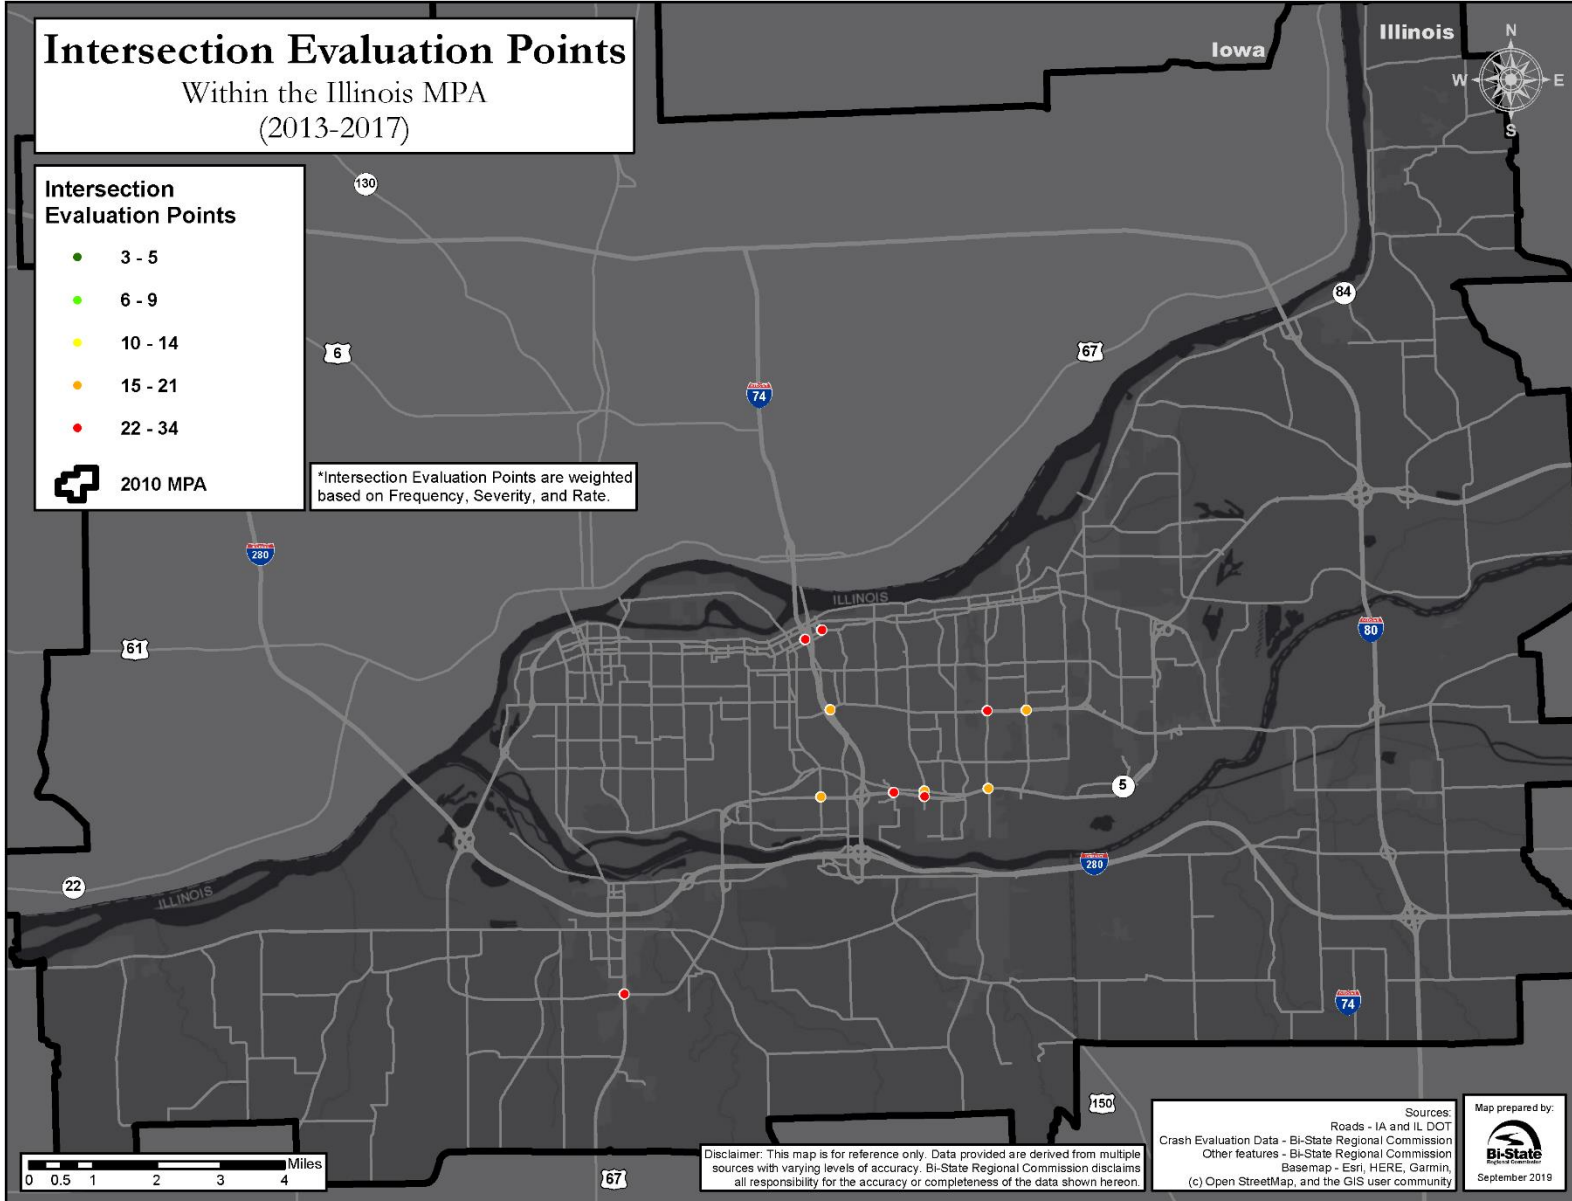 Intersection Evaluation Points
Within the Illinois MPA
(2013-2017)
Iowa
Illinois
N
W
E
S
Intersection
Evaluation Points
3 - 5
6 - 9
10 - 14
15 - 21
22 - 34
2010 MPA
*Intersection Evaluation Points are weighted
based on Frequency, Severity, and Rate.
130
84
6
67
74
280
ILLINOIS
61
80
5
280
22
ILLINOIS
74
150
67
0 0.5 1 2 3 4 Miles
Disclaimer: This map is for reference only. Data provided are derived from multiple
sources with varying levels of accuracy. Bi-State Regional Commission disclaims
all responsibility for the accuracy or completeness of the data shown hereon.
Sources:
Roads - IA and IL DOT
Crash Evaluation Data - Bi-State Regional Commission
Other features - Bi-State Regional Commission
Basemap - Esri, HERE, Garmin,
(c) Open StreetMap, and the GIS user community
Map prepared by:
Bi-State
Regional Commission
September 2019